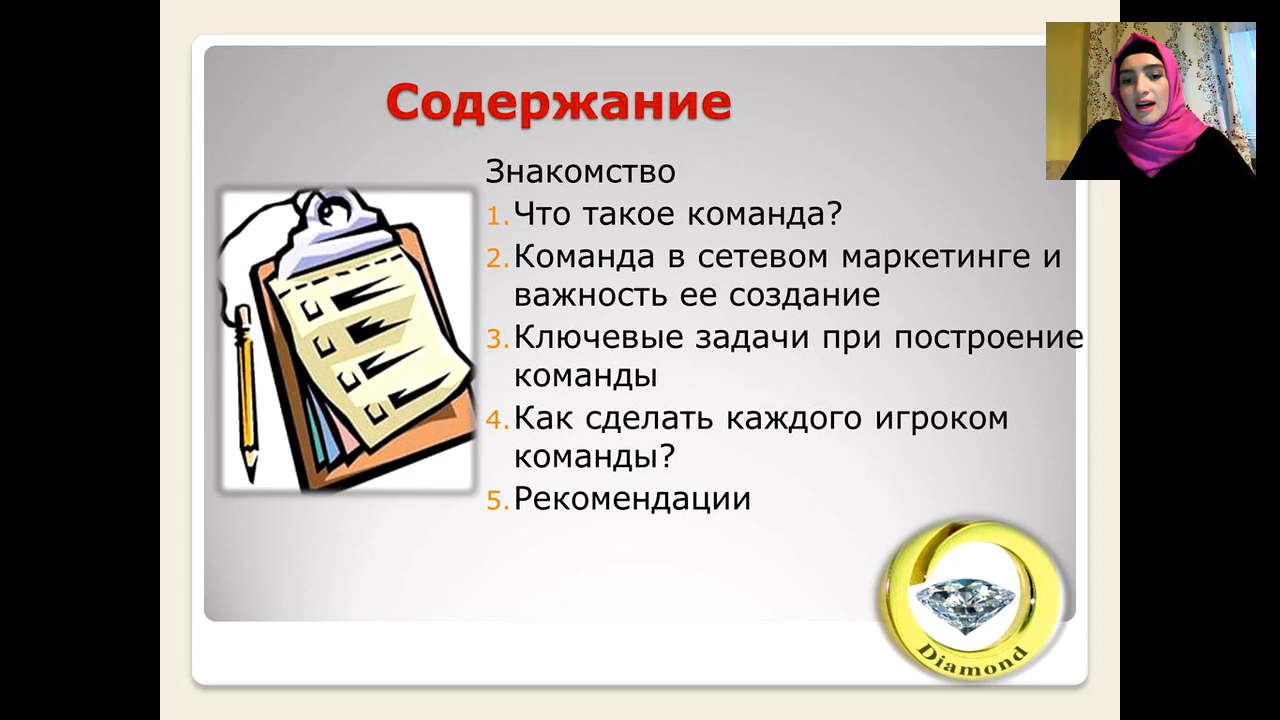 Содержание
Знакомство
1. Что такое команда?
2. Команда в сетевом маркетинге и
важность ее создание
3. Ключевые задачи при построение
команды
4. Как сделать каждого игроком
команды?
5. Рекомендации
Diamond